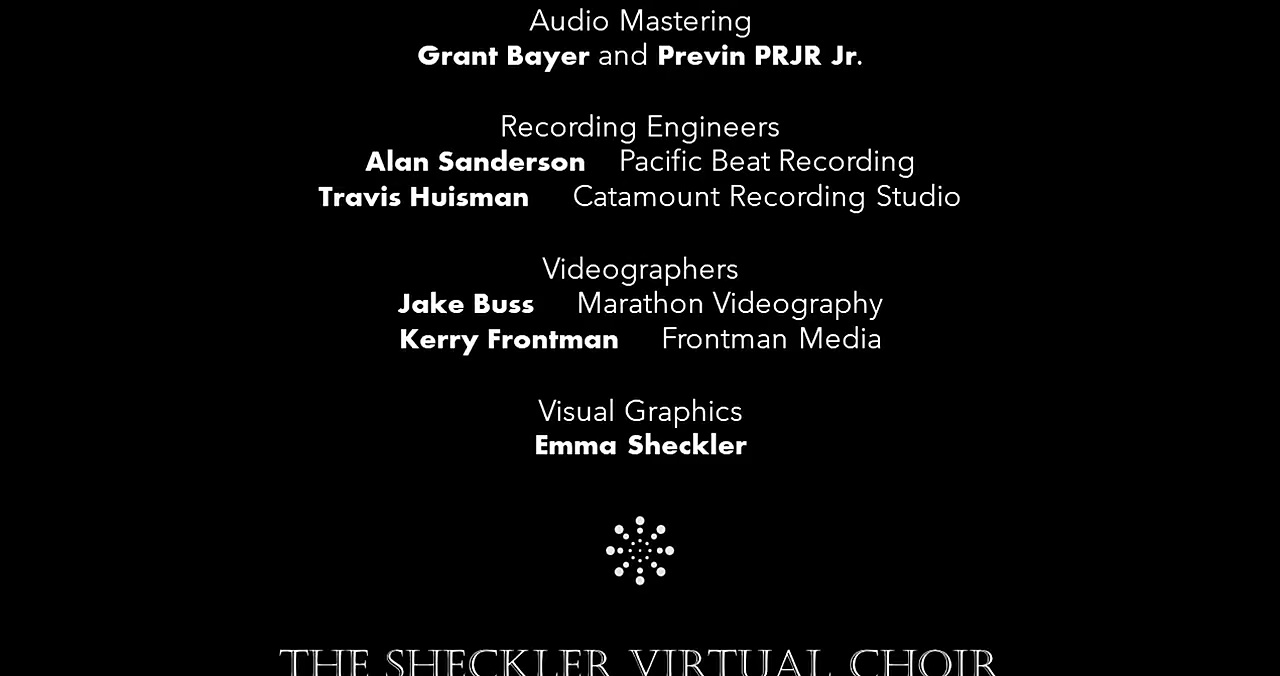 Audio Mastering
Grant Bayer and Previn PRJR Jr.
Recording Engineers
Alan Sanderson Pacific Beat Recording
Travis Huisman Catamount Recording Studio
Videographers
Jake Buss Marathon Videography
Kerry Frontman Frontman Media
Visual Graphics
Emma Sheckler
THE SHECKLER VIRTUAL CHOIR